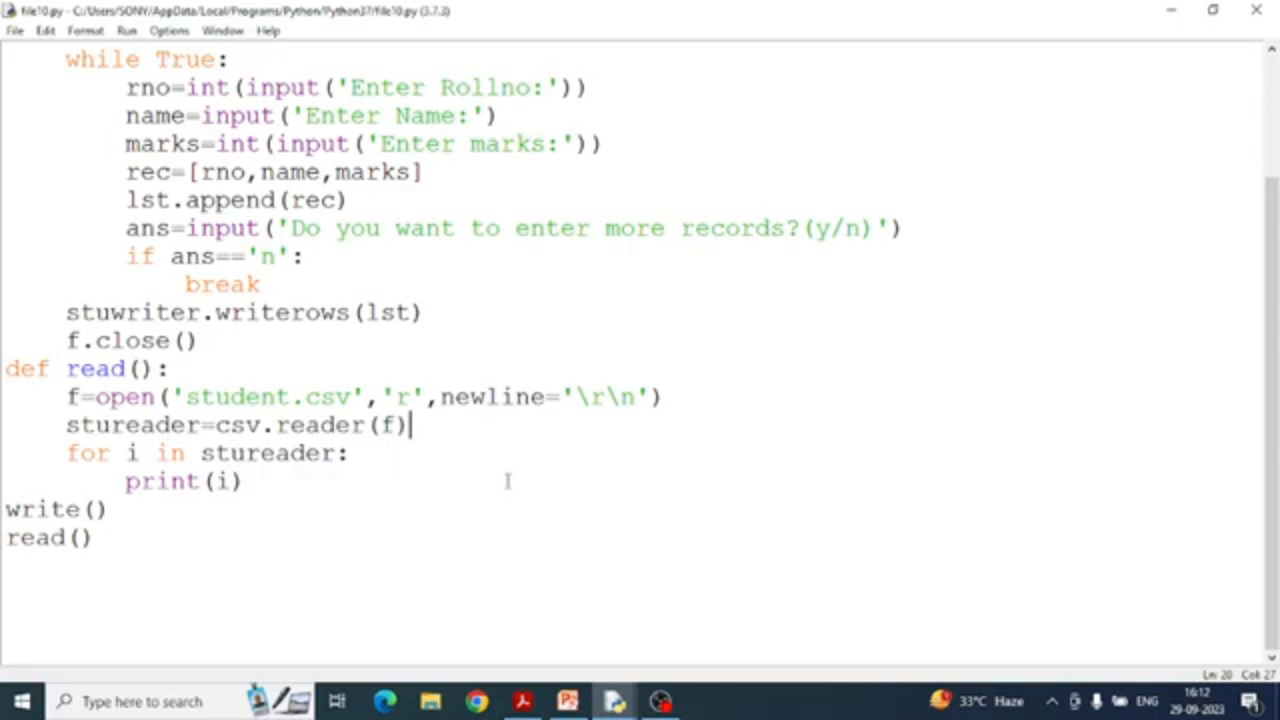 file10.py - C:/Users/SONY/AppData/Local/Programs/Python/Python37/file10.py (3.7.3)
File Edit Format Run Options Window Help
while True:
rno=int(input('Enter Rollno:'))
name=input('Enter Name:')
marks=int(input('Enter marks:'))
rec=[rno,name,marks]
lst.append(rec)
ans=input('Do you want to enter more records?(y/n)')
if ans=='n':
break
stuwriter.writerows(lst)
f.close()
def read():
f=open('student.csv','r',newline='\r\n')
stureader=csv.reader(f)
for i in stureader:
print(i)
write()
read()
Ln: 20 Col: 27
Type here to search
33°C Haze
ENG
16:12
29-09-2023